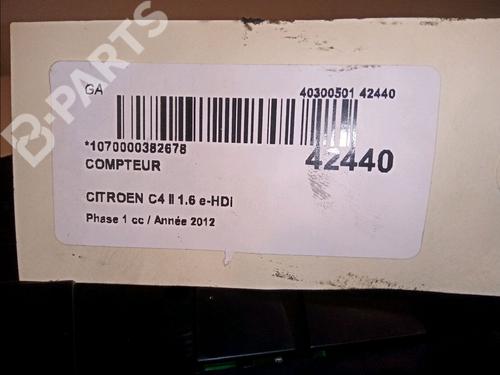 B-PARTS
GA 40300501 42440
*1070000382678
42440
COMPTEUR
CITROEN C4 II 1.6 e-HDi
Phase 1 cc / Année 2012